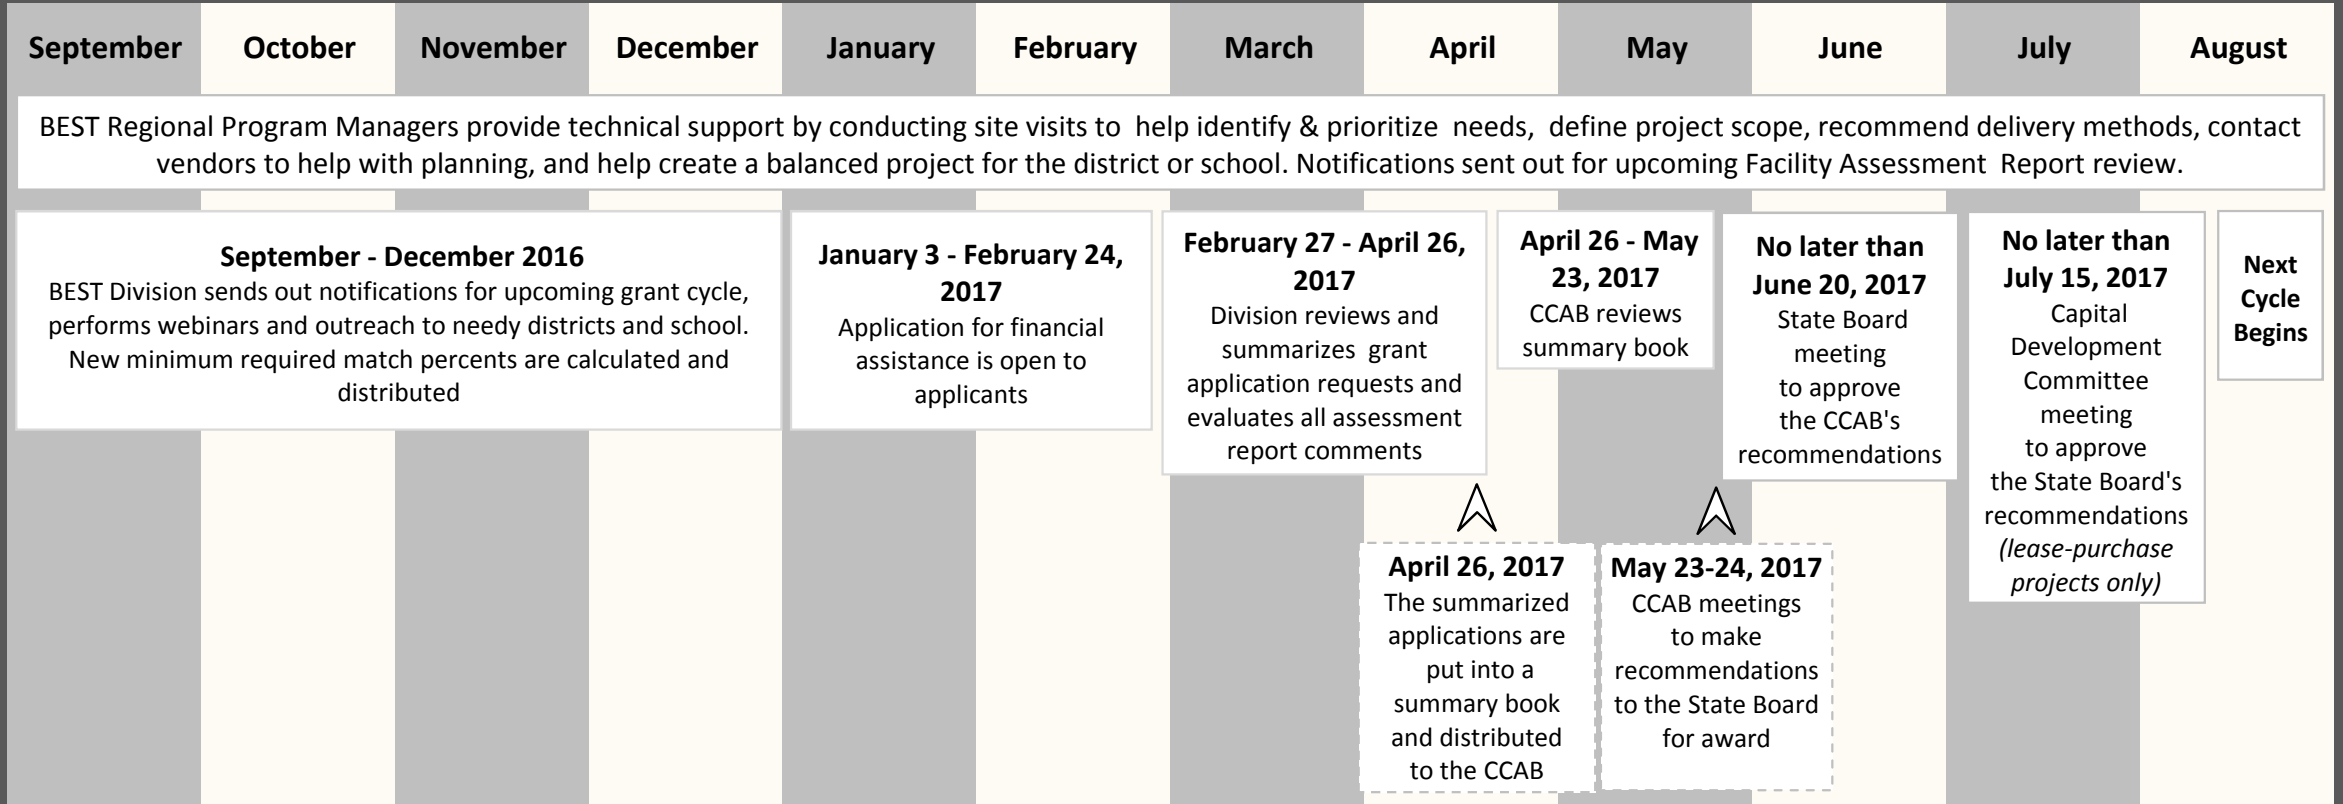 September October November December January February March April May June July August
BEST Regional Program Managers provide technical support by conducting site visits to help identify & prioritize needs, define project scope, recommend delivery methods, contact
vendors to help with planning, and help create a balanced project for the district or school. Notifications sent out for upcoming Facility Assessment Report review.
September - December 2016
BEST Division sends out notifications for upcoming grant cycle,
performs webinars and outreach to needy districts and school.
New minimum required match percents are calculated and
distributed
January 3 - February 24,
2017
Application for financial
assistance is open to
applicants
February 27 - April 26,
2017
Division reviews and
summarizes grant
application requests and
evaluates all assessment
report comments
April 26 - May
23, 2017
CCAB reviews
summary book
No later than
June 20, 2017
State Board
meeting
to approve
the CCAB's
recommendations
No later than
July 15, 2017
Capital
Development
Committee
meeting
to approve
the State Board's
recommendations
(lease-purchase
projects only)
Next
Cycle
Begins
April 26, 2017
The summarized
applications are
put into a
summary book
and distributed
to the CCAB
May 23-24, 2017
CCAB meetings
to make
recommendations
to the State Board
for award